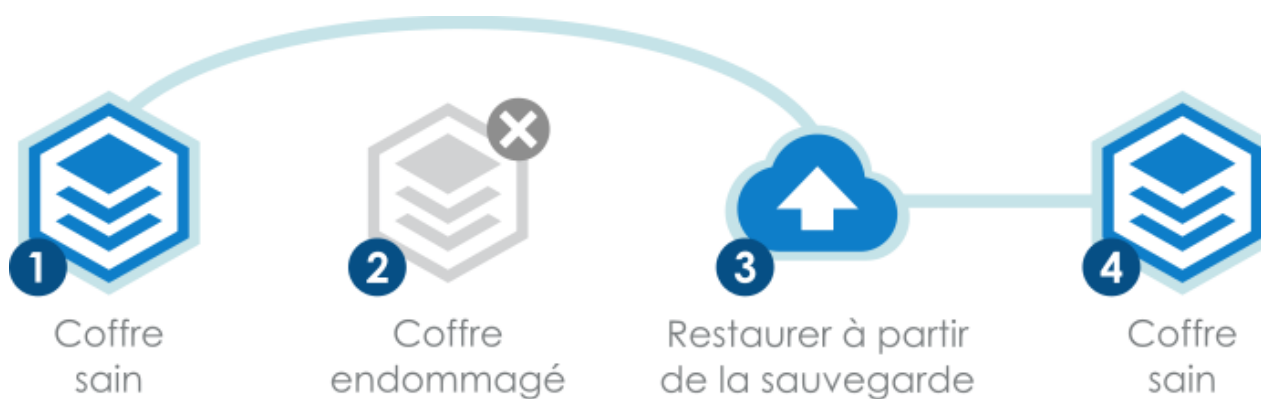 1
Coffre
sain
2
Coffre
endommagé
3
Restaurer à partir
de la sauvegarde
4
Coffre
sain